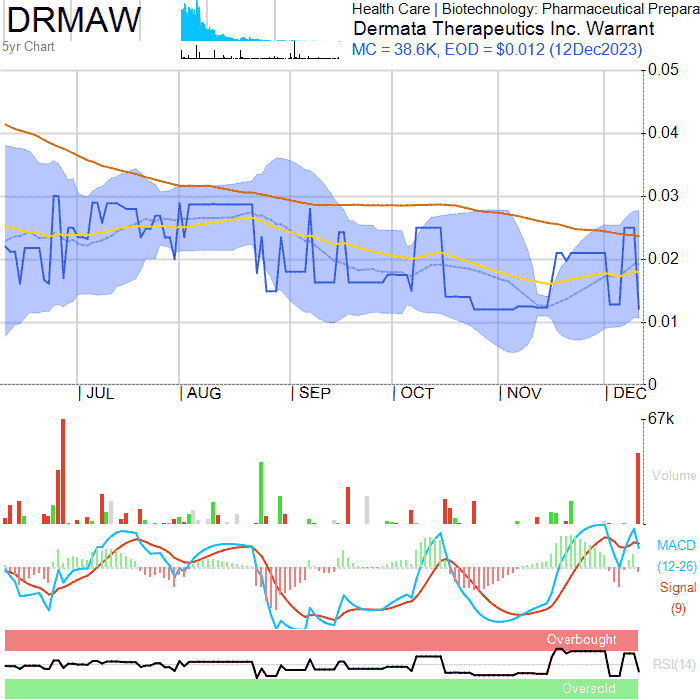 DRMAW
5yr Chart
Health Care | Biotechnology: Pharmaceutical Prepara
Dermata Therapeutics Inc. Warrant
MC = 38.6K, EOD = $0.012 (12Dec2023)
0.05
0.04
0.03
0.02
0.01
0
| JUL | AUG | SEP | OCT | NOV | DEC
67k
Volume
MACD
(12-26)
Signal
(9)
Overbought
RSI(14)
Oversold